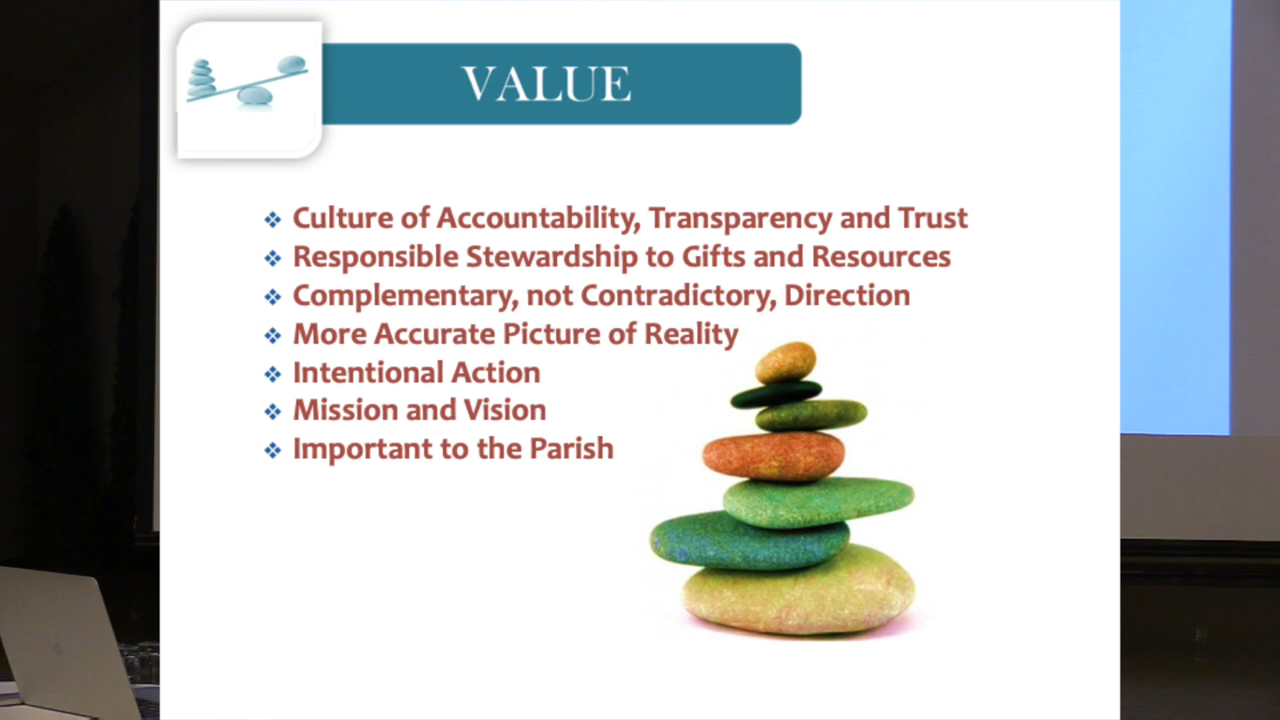 VALUE
Culture of Accountability, Transparency and Trust
Responsible Stewardship to Gifts and Resources
Complementary, not Contradictory, Direction
More Accurate Picture of Reality
Intentional Action
Mission and Vision
Important to the Parish